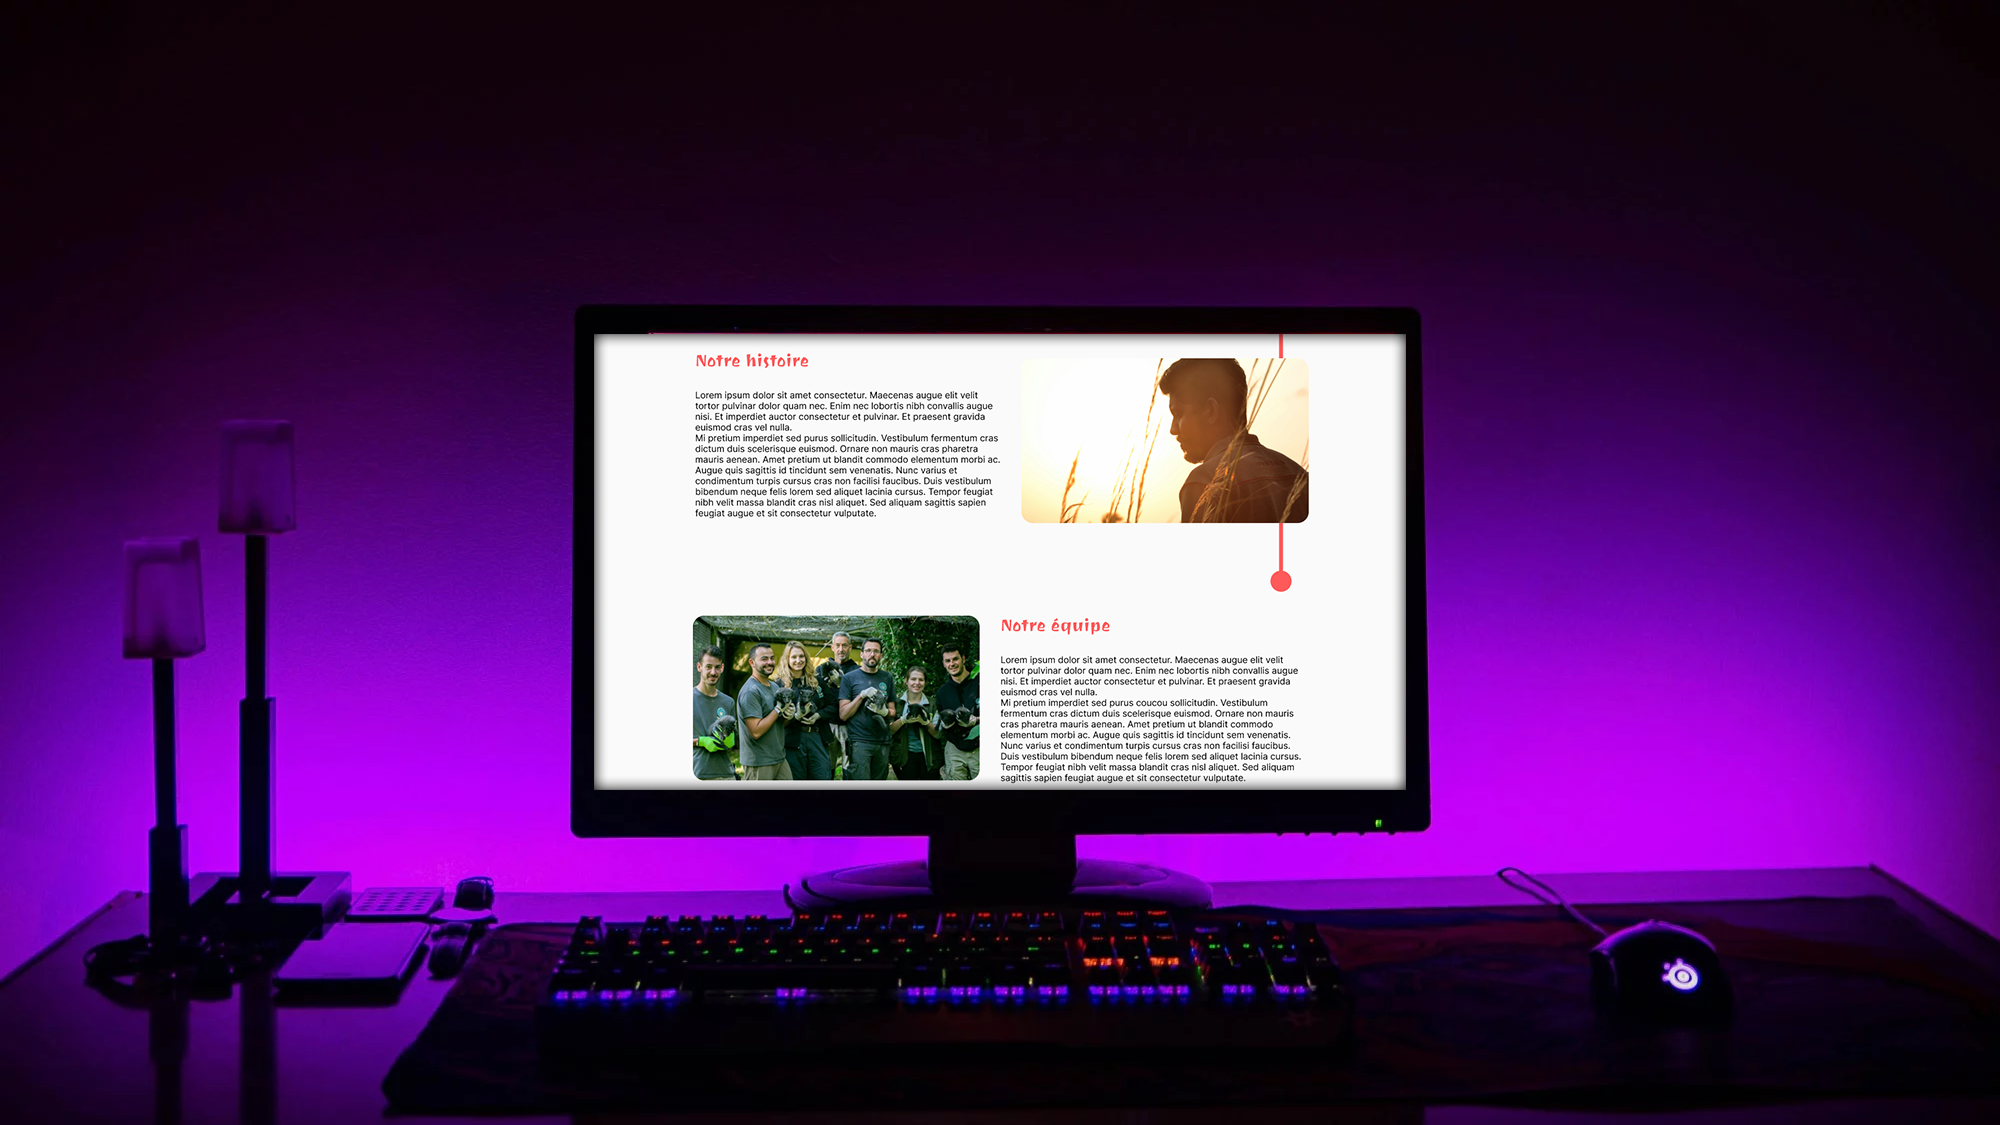 Notre histoire
Lorem ipsum dolor sit amet consectetur. Maecenas augue elit velit
tortor pulvinar dolor quam nec. Enim nec lobortis nibh convallis augue
nisi. Et imperdiet auctor consectetur et pulvinar. Et praesent gravida
euismod cras vel nulla.
Mi pretium imperdiet sed purus sollicitudin. Vestibulum fermentum cras
dictum duis scelerisque euismod. Ornare non mauris cras pharetra
mauris aenean. Amet pretium ut blandit commodo elementum morbi ac.
Augue quis sagittis id tincidunt sem venenatis. Nunc varius et
condimentum turpis cursus cras non facilisi faucibus. Duis vestibulum
bibendum neque felis lorem sed aliquet lacinia cursus. Tempor feugiat
nibh velit massa blandit cras nisl aliquet. Sed aliquam sagittis sapien
feugiat augue et sit consectetur vulputate.
Notre équipe
Lorem ipsum dolor sit amet consectetur. Maecenas augue elit velit
tortor pulvinar dolor quam nec. Enim nec lobortis nibh convallis augue
nisi. Et imperdiet auctor consectetur et pulvinar. Et praesent gravida
euismod cras vel nulla.
Mi pretium imperdiet sed purus coucou sollicitudin. Vestibulum
fermentum cras dictum duis scelerisque euismod. Ornare non mauris
cras pharetra mauris aenean. Amet pretium ut blandit commodo
elementum morbi ac. Augue quis sagittis id tincidunt sem venenatis.
Nunc varius et condimentum turpis cursus cras non facilisi faucibus.
Duis vestibulum bibendum neque felis lorem sed aliquet lacinia cursus.
Tempor feugiat nibh velit massa blandit cras nisl aliquet. Sed aliquam
sagittis sapien feugiat augue et sit consectetur vulputate.